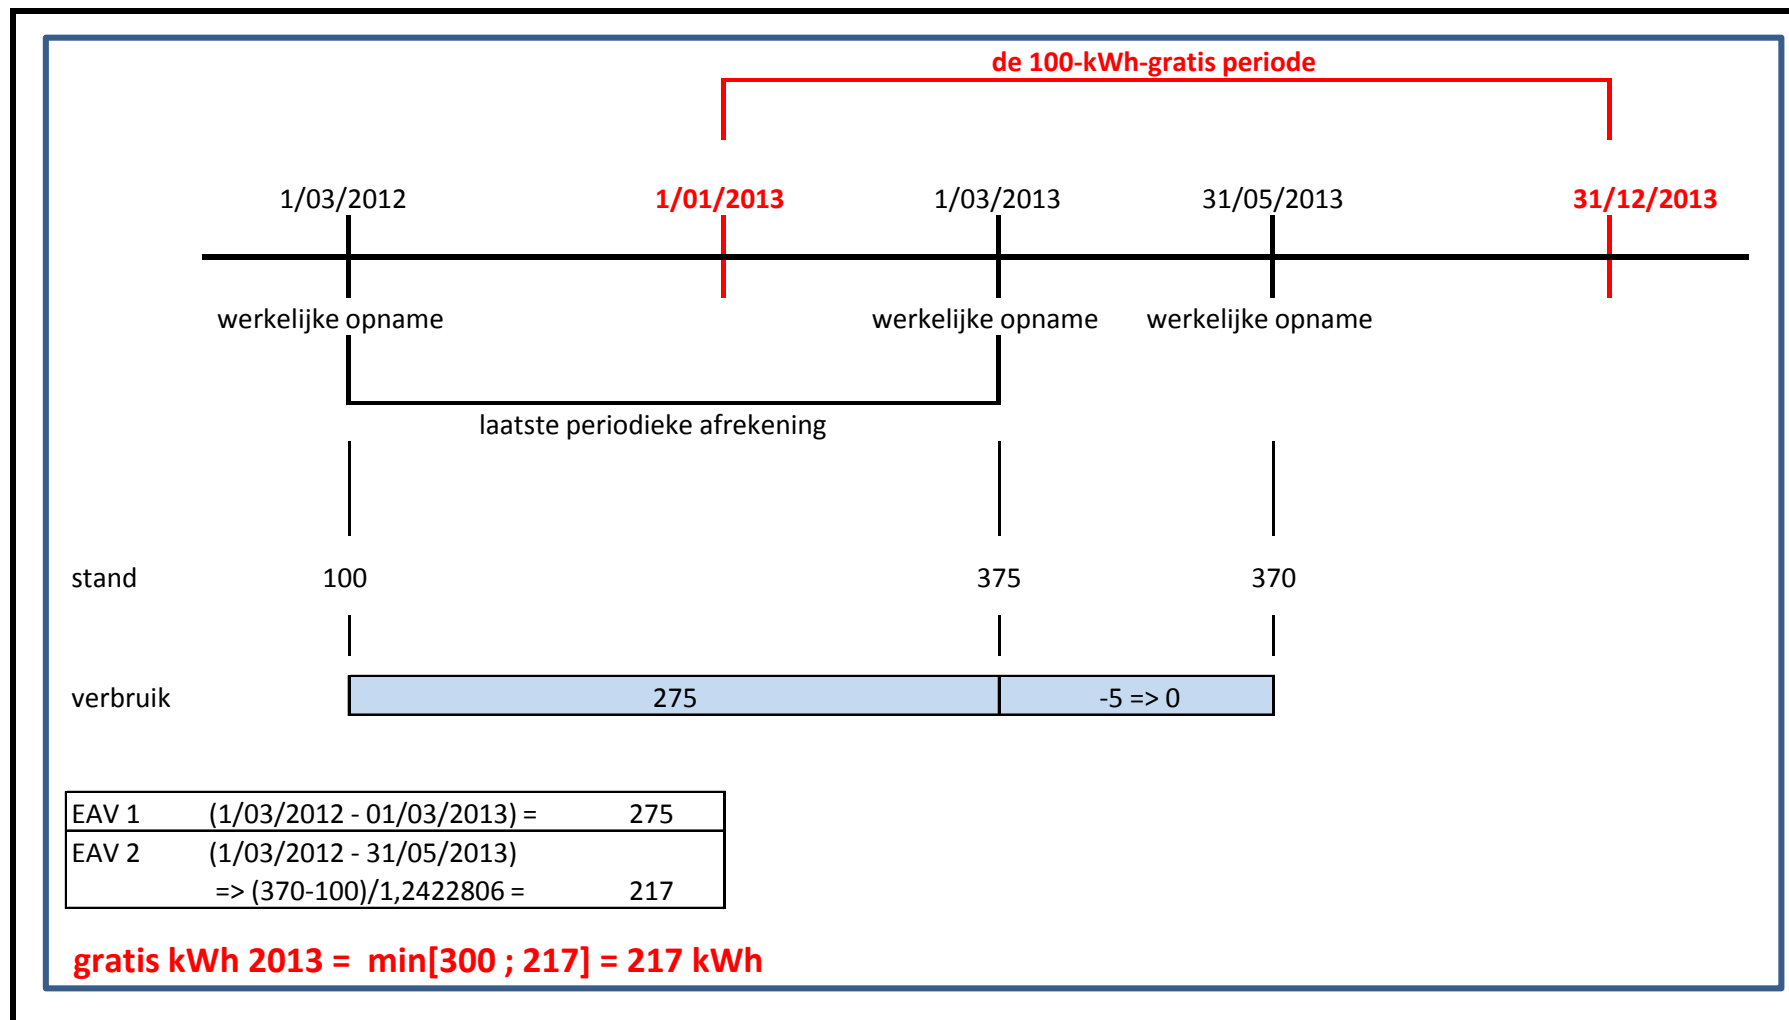 de 100-kWh-gratis periode
1/03/2012 1/01/2013 1/03/2013 31/05/2013 31/12/2013
werkelijke opname werkelijke opname werkelijke opname
laatste periodieke afrekening
stand 100 375 370
verbruik 275 -5 => 0
EAV 1 (1/03/2012 - 01/03/2013) = 275
EAV 2 (1/03/2012 - 31/05/2013)
=> (370-100)/1,2422806 = 217
gratis kWh 2013 = min[300 ; 217] = 217 kWh